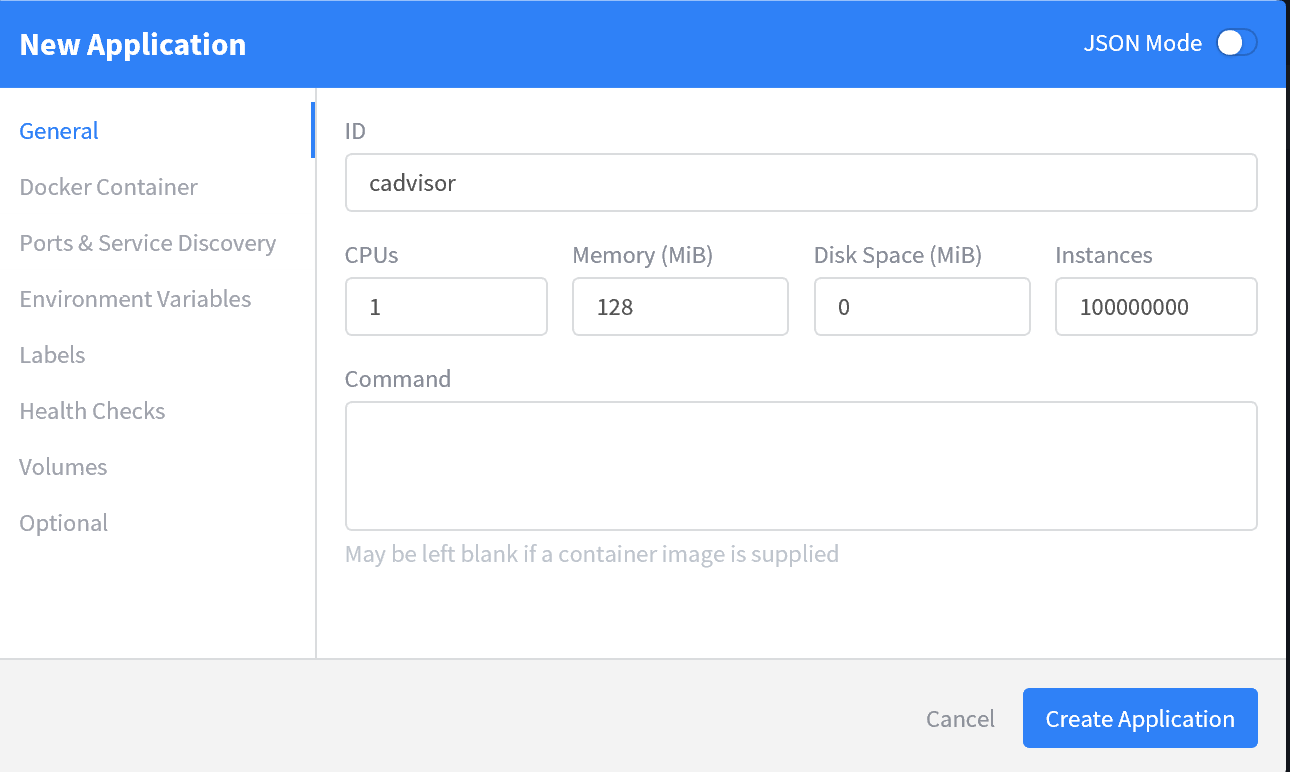 New Application
JSON Mode
General
Docker Container
Ports & Service Discovery
Environment Variables
Labels
Health Checks
Volumes
Optional
ID
cadvisor
CPUs Memory (MiB) Disk Space (MiB) Instances
1 128 0 100000000
Command
May be left blank if a container image is supplied
Cancel Create Application